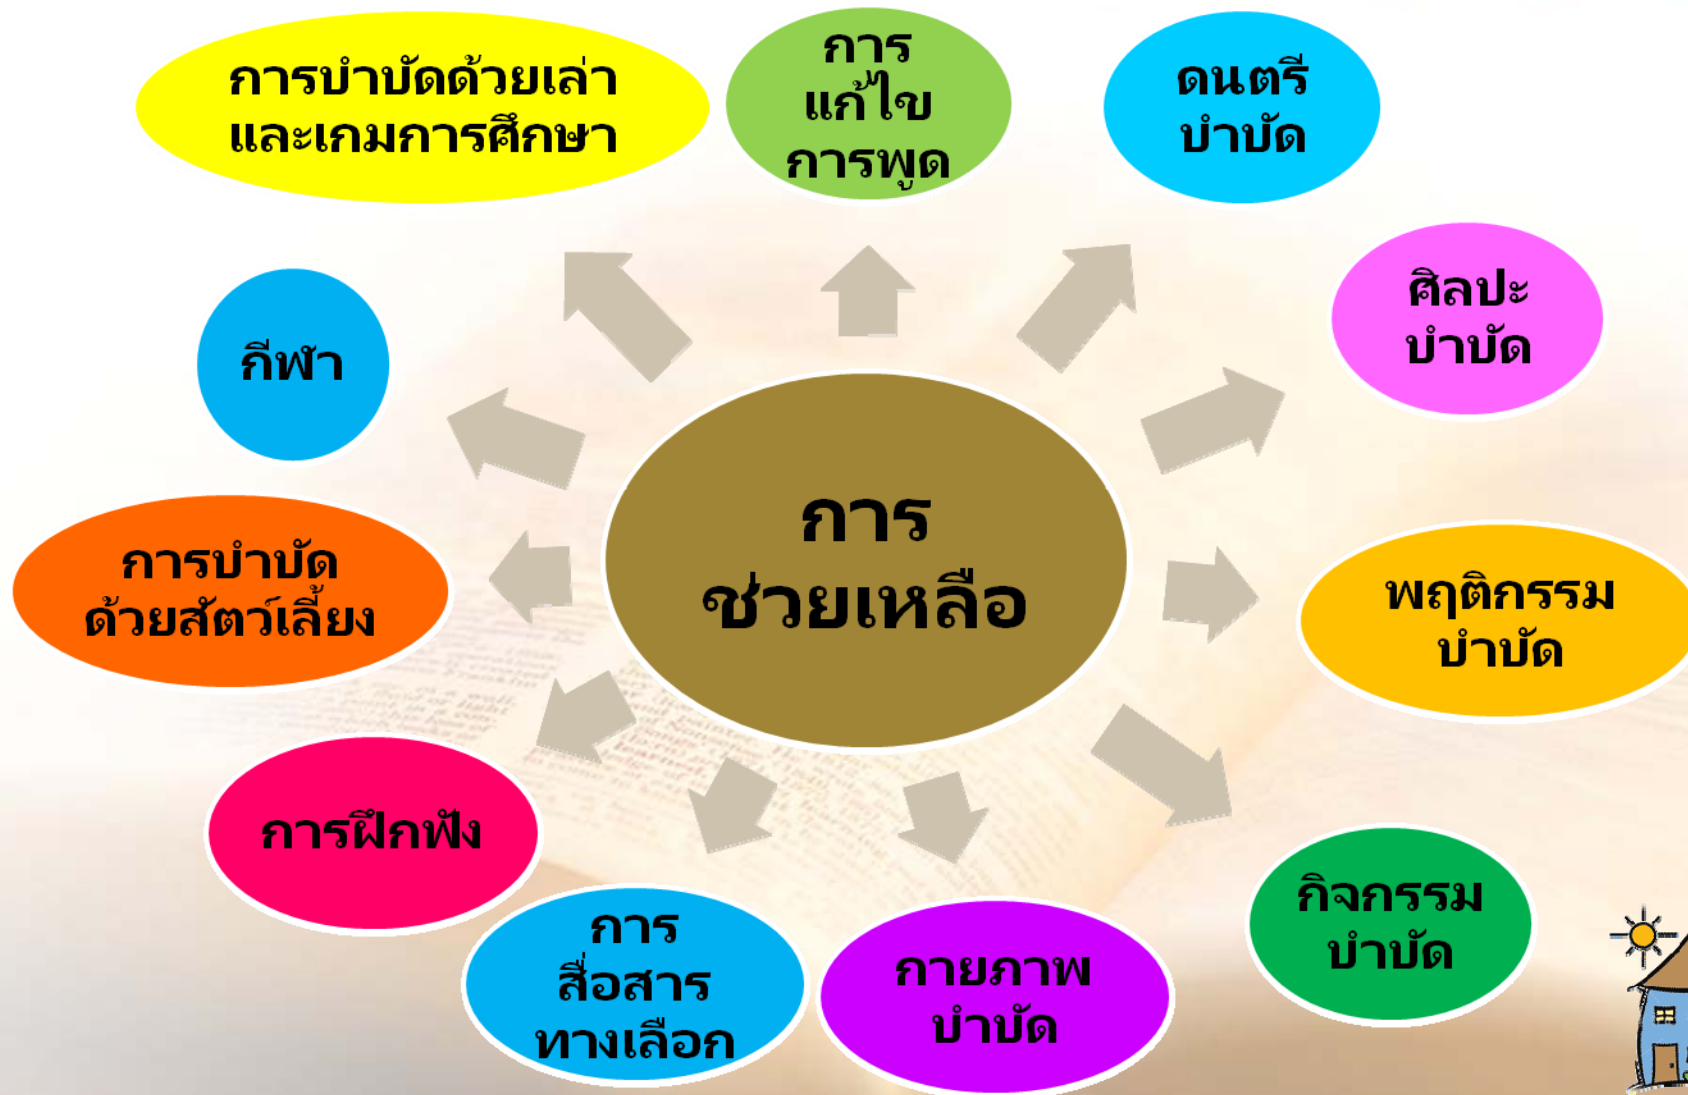 การบำบัดด้วยเล่า
และเกมการศึกษา
การ
แก้ไข
การพูด
ดนตรี
บำบัด
ศิลปะ
บำบัด
กีฬา
การ
ช่วยเหลือ
การบำบัด
ด้วยสัตว์เลี้ยง
พฤติกรรม
บำบัด
การฝึกฟัง
กิจกรรม
บำบัด
การ
สื่อสาร
ทางเลือก
กายภาพ
บำบัด